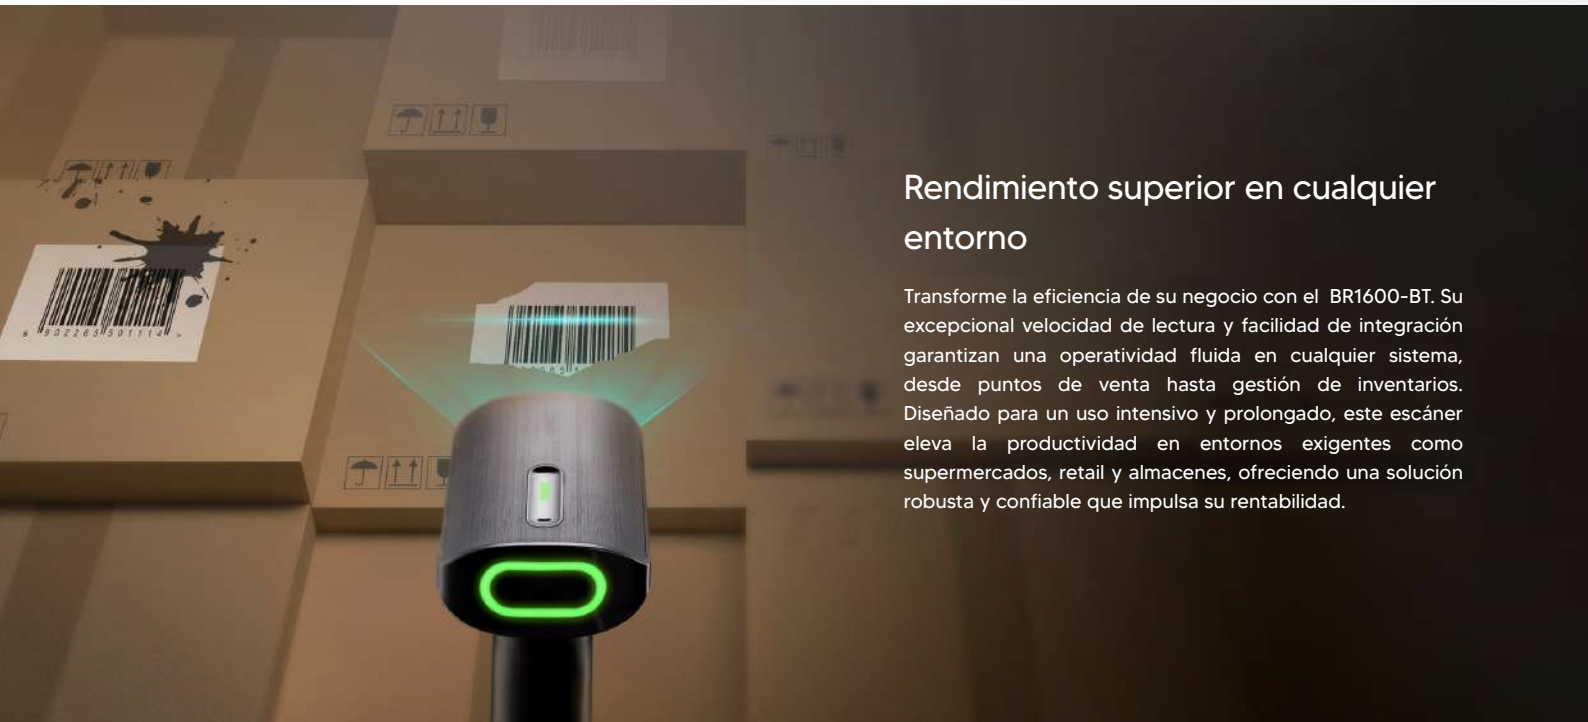 Rendimiento superior en cualquier
entorno
Transforme la eficiencia de su negocio con el BR1600-BT. Su
excepcional velocidad de lectura y facilidad de integración
garantizan una operatividad fluida en cualquier sistema,
desde puntos de venta hasta gestión de inventarios.
Diseñado para un uso intensivo y prolongado, este escáner
eleva la productividad en entornos exigentes como
supermercados, retail y almacenes, ofreciendo una solución
robusta y confiable que impulsa su rentabilidad.
6 902265 501114 >